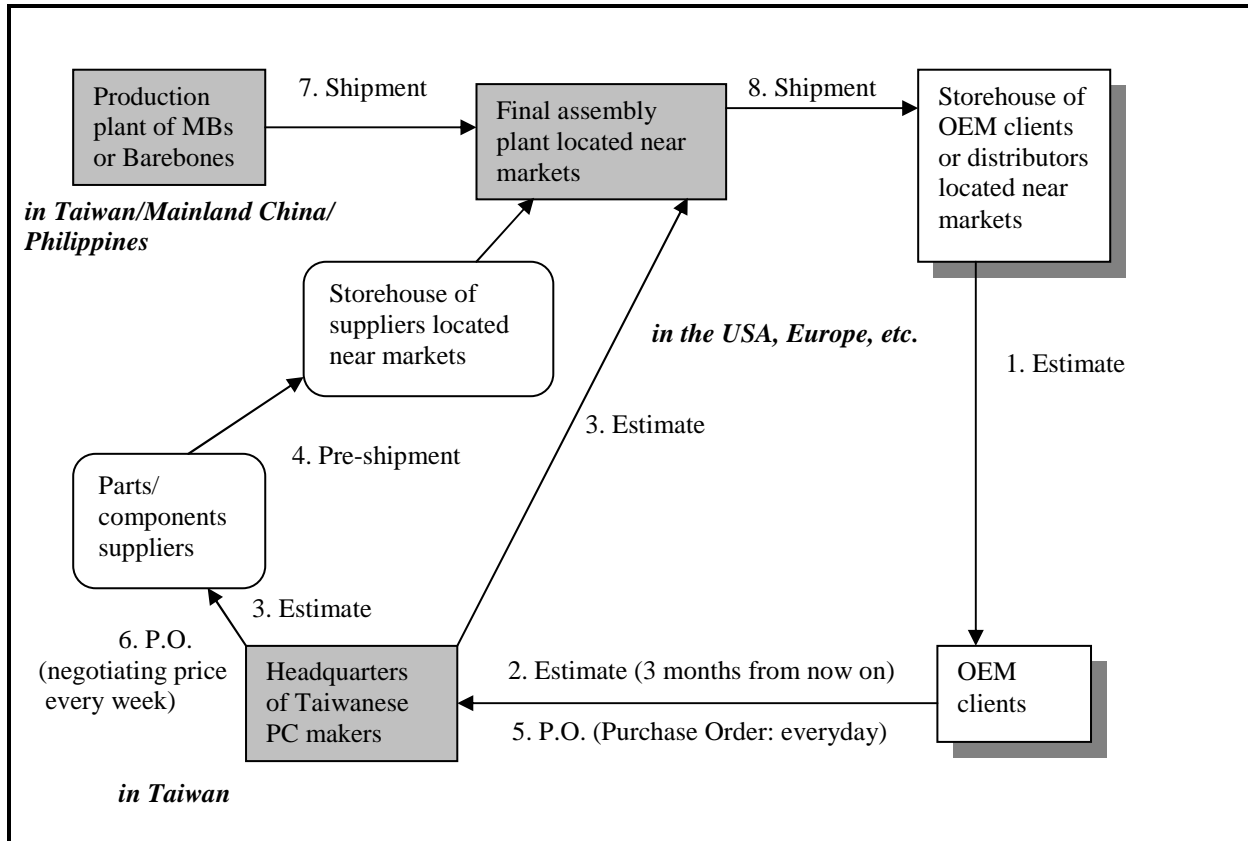 Production
plant of MBs
or Barebones
7. Shipment
Final assembly
plant located near
markets
8. Shipment
Storehouse of
OEM clients
or distributors
located near
markets
in Taiwan/Mainland China/
Philippines
Storehouse of
suppliers located
near markets
in the USA, Europe, etc.
1. Estimate
3. Estimate
4. Pre-shipment
Parts/
components
suppliers
3. Estimate
6. P.O.
(negotiating price
every week)
Headquarters
of Taiwanese
PC makers
2. Estimate (3 months from now on)
5. P.O. (Purchase Order: everyday)
OEM
clients
in Taiwan